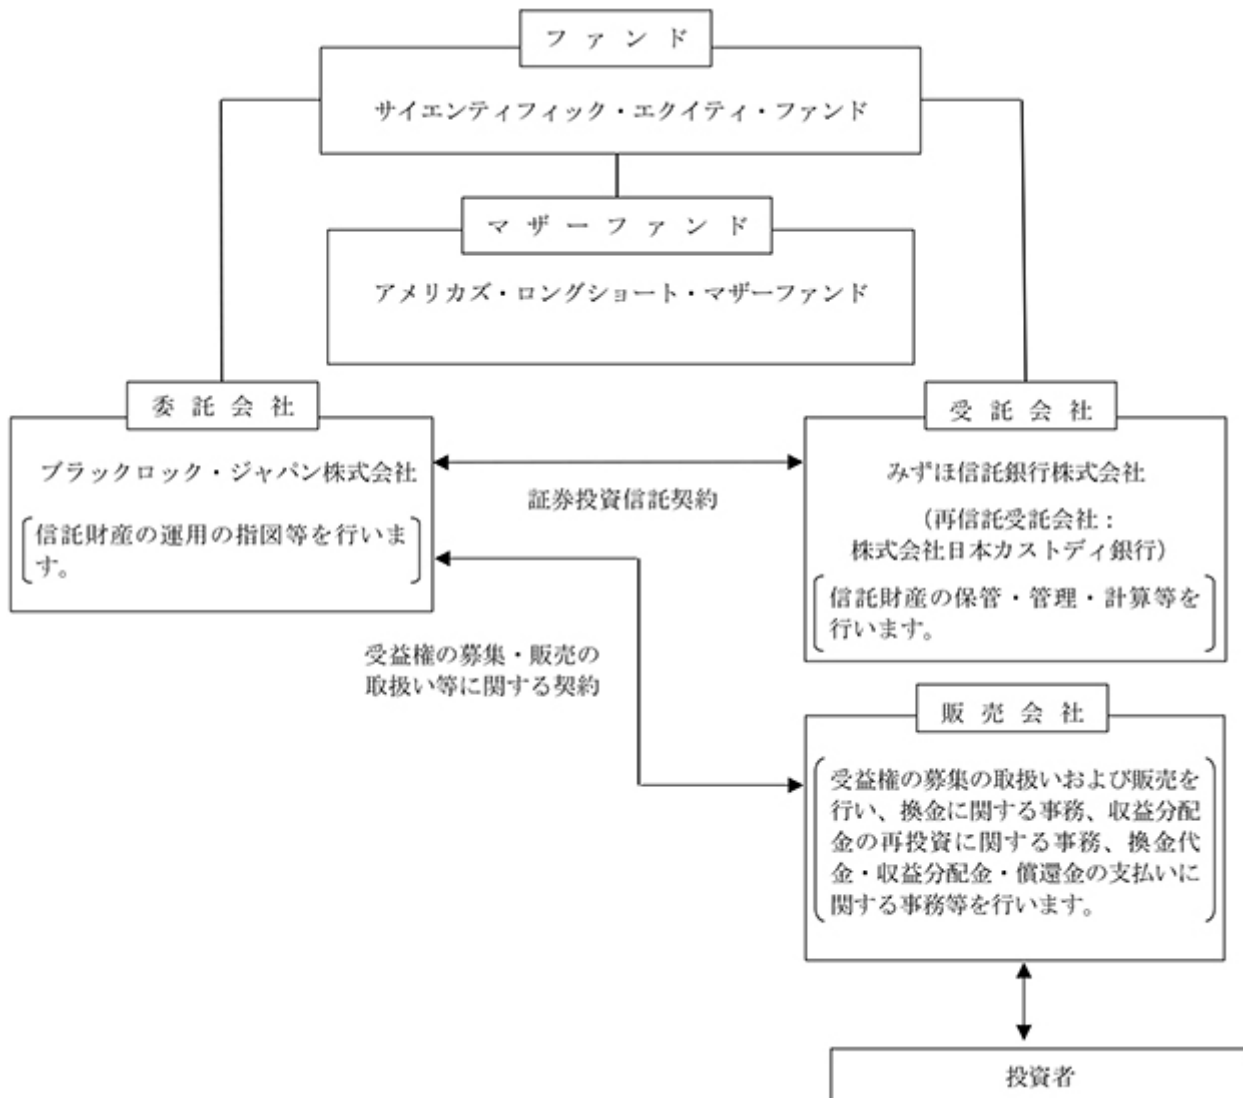 ファンド
サイエンティフィック・エクイティ・ファンド
マザーファンド
アメリカズ・ロングショート・マザーファンド
委託会社
ブラックロック・ジャパン株式会社
信託財産の運用の指図等を行いま
す。
証券投資信託契約
受託会社
みずほ信託銀行株式会社
（再信託受託会社：
株式会社日本カストディ銀行）
信託財産の保管・管理・計算等を
行います。
受益権の募集・販売の
取扱い等に関する契約
販売会社
受益権の募集の取扱いおよび販売を
行い、換金に関する事務、収益分配
金の再投資に関する事務、換金代
金・収益分配金・償還金の支払いに
関する事務等を行います。
投資者